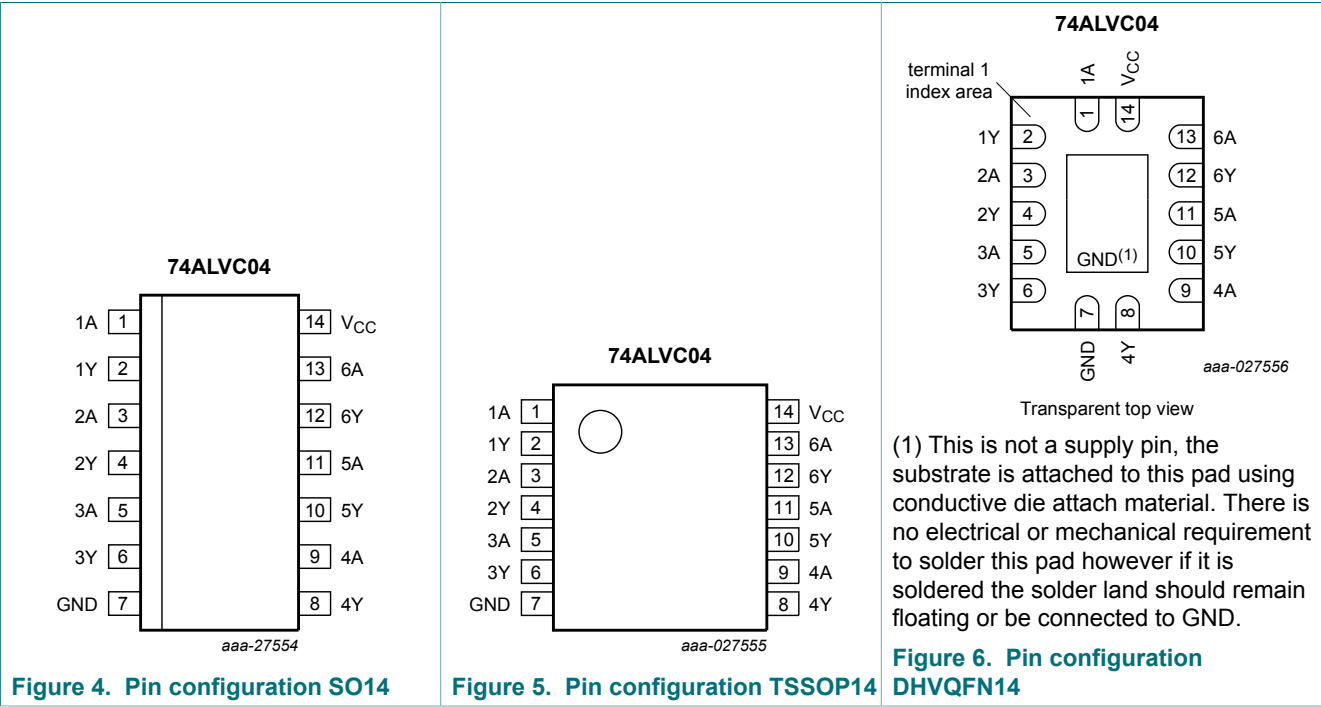 74ALVC04
1A 1 14 VCC
1Y 2 13 6A
2A 3 12 6Y
2Y 4 11 5A
3A 5 10 5Y
3Y 6 9 4A
GND 7 8 4Y
aaa-27554
Figure 4. Pin configuration SO14
74ALVC04
1A 1 14 VCC
1Y 2 13 6A
2A 3 12 6Y
2Y 4 11 5A
3A 5 10 5Y
3Y 6 9 4A
GND 7 8 4Y
aaa-027555
Figure 5. Pin configuration TSSOP14
74ALVC04
terminal 1
index area
1A VCC
1 14
1Y 2 13 6A
2A 3 12 6Y
2Y 4 11 5A
3A 5 GND(1) 10 5Y
3Y 6 9 4A
7 8
GND 4Y
aaa-027556
Transparent top view
(1) This is not a supply pin, the
substrate is attached to this pad using
conductive die attach material. There is
no electrical or mechanical requirement
to solder this pad however if it is
soldered the solder land should remain
floating or be connected to GND.
Figure 6. Pin configuration
DHVQFN14